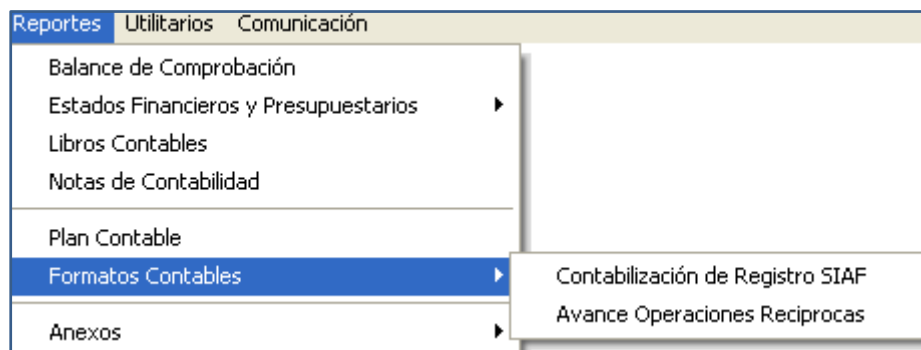 Reportes Utilitarios Comunicación
Balance de Comprobación
Estados Financieros y Presupuestarios
Libros Contables
Notas de Contabilidad
Plan Contable
Formatos Contables
Contabilización de Registro SIAF
Avance Operaciones Reciprocas
Anexos